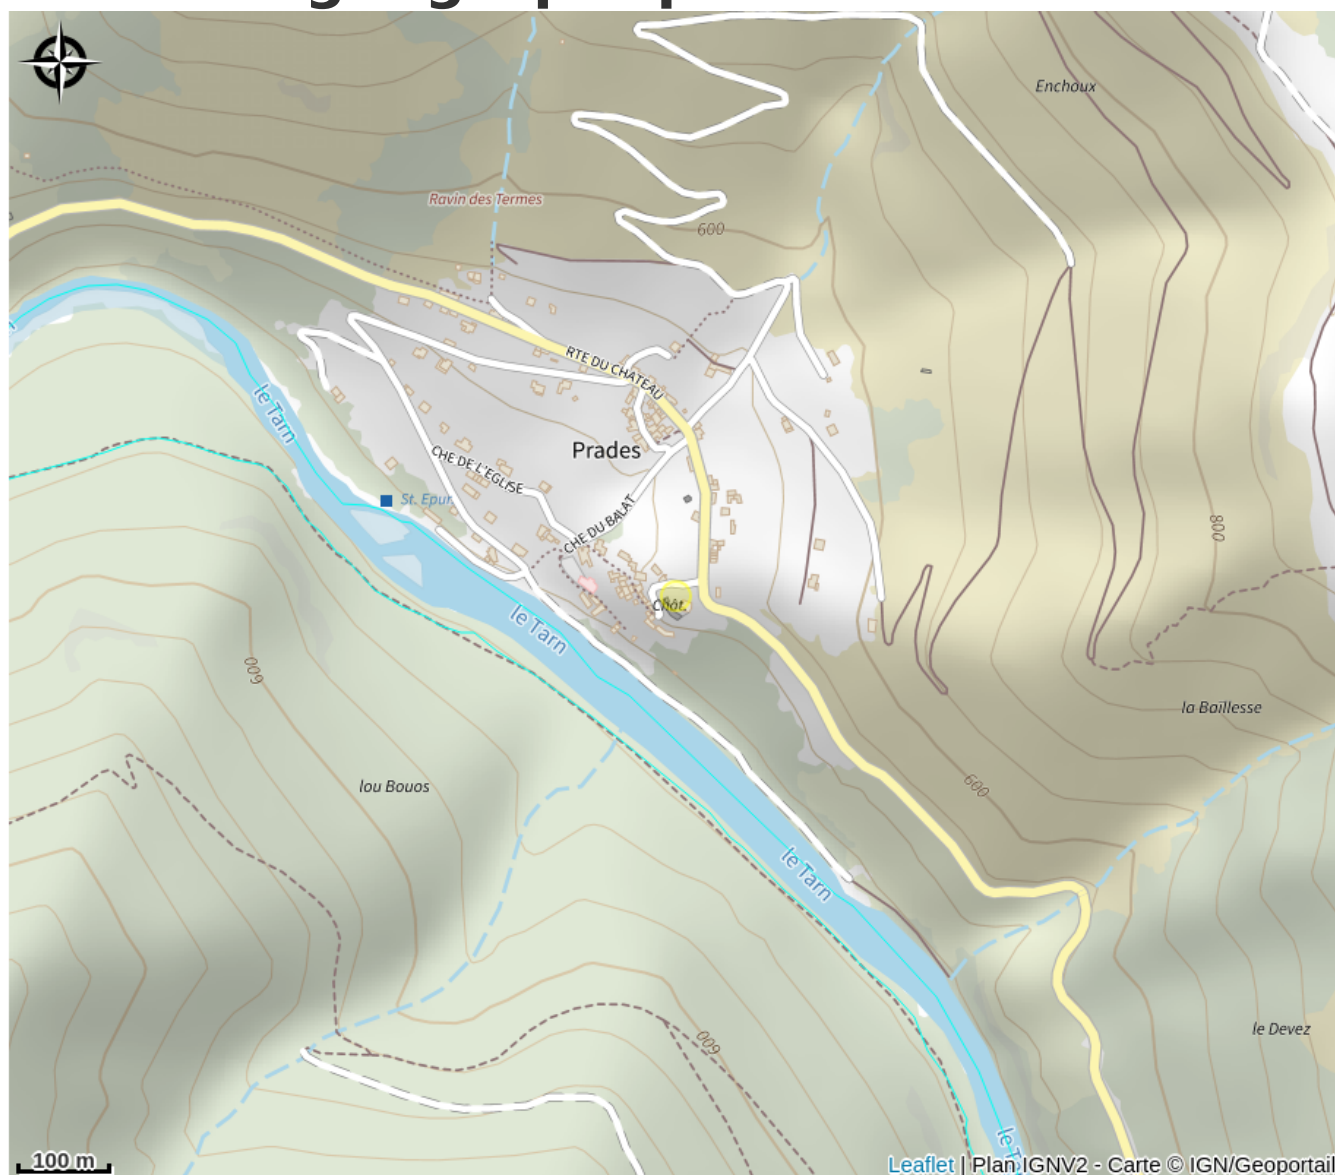 Enchoux
Ravin des Termes
600
RTE DU CHATEAU
le Tarn
Prades
CHE DE L'EGLISE
St. Epur.
CHE DU BALAT
800
Chât.
le Tarn
600
la Baïllesse
lou Bouos
600
le Tarn
600
le Devez
100 m
Leaflet | Plan IGNV2 - Carte © IGN/Geoportail